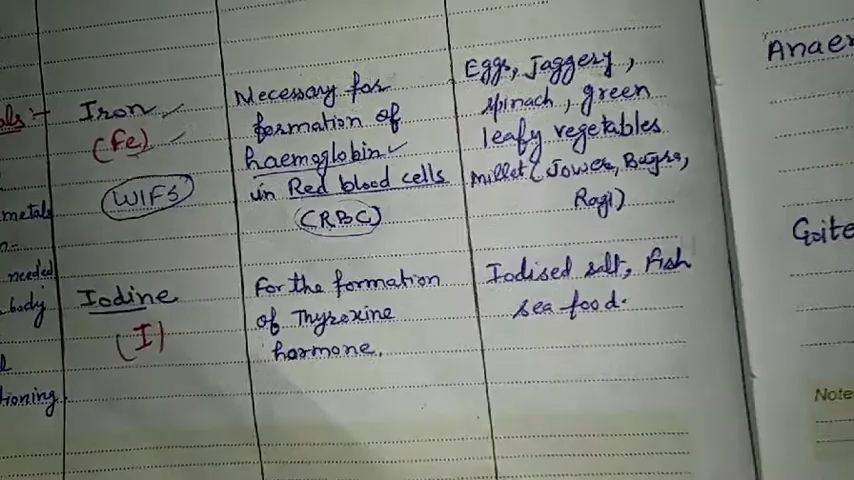 Iron
(Fe)
WIFS
Necessary for
formation of
haemoglobin
in Red blood cells
(RBC)
Eggs, Jaggery,
spinach, green
leafy vegetables
Millet (Jower, Bajra,
Ragi)
Iodine
(I)
For the formation
of Thyroxine
hormone.
Iodised salt, Fish
sea food.
metals
needed
body
tioning
Anaem
Goite
Note